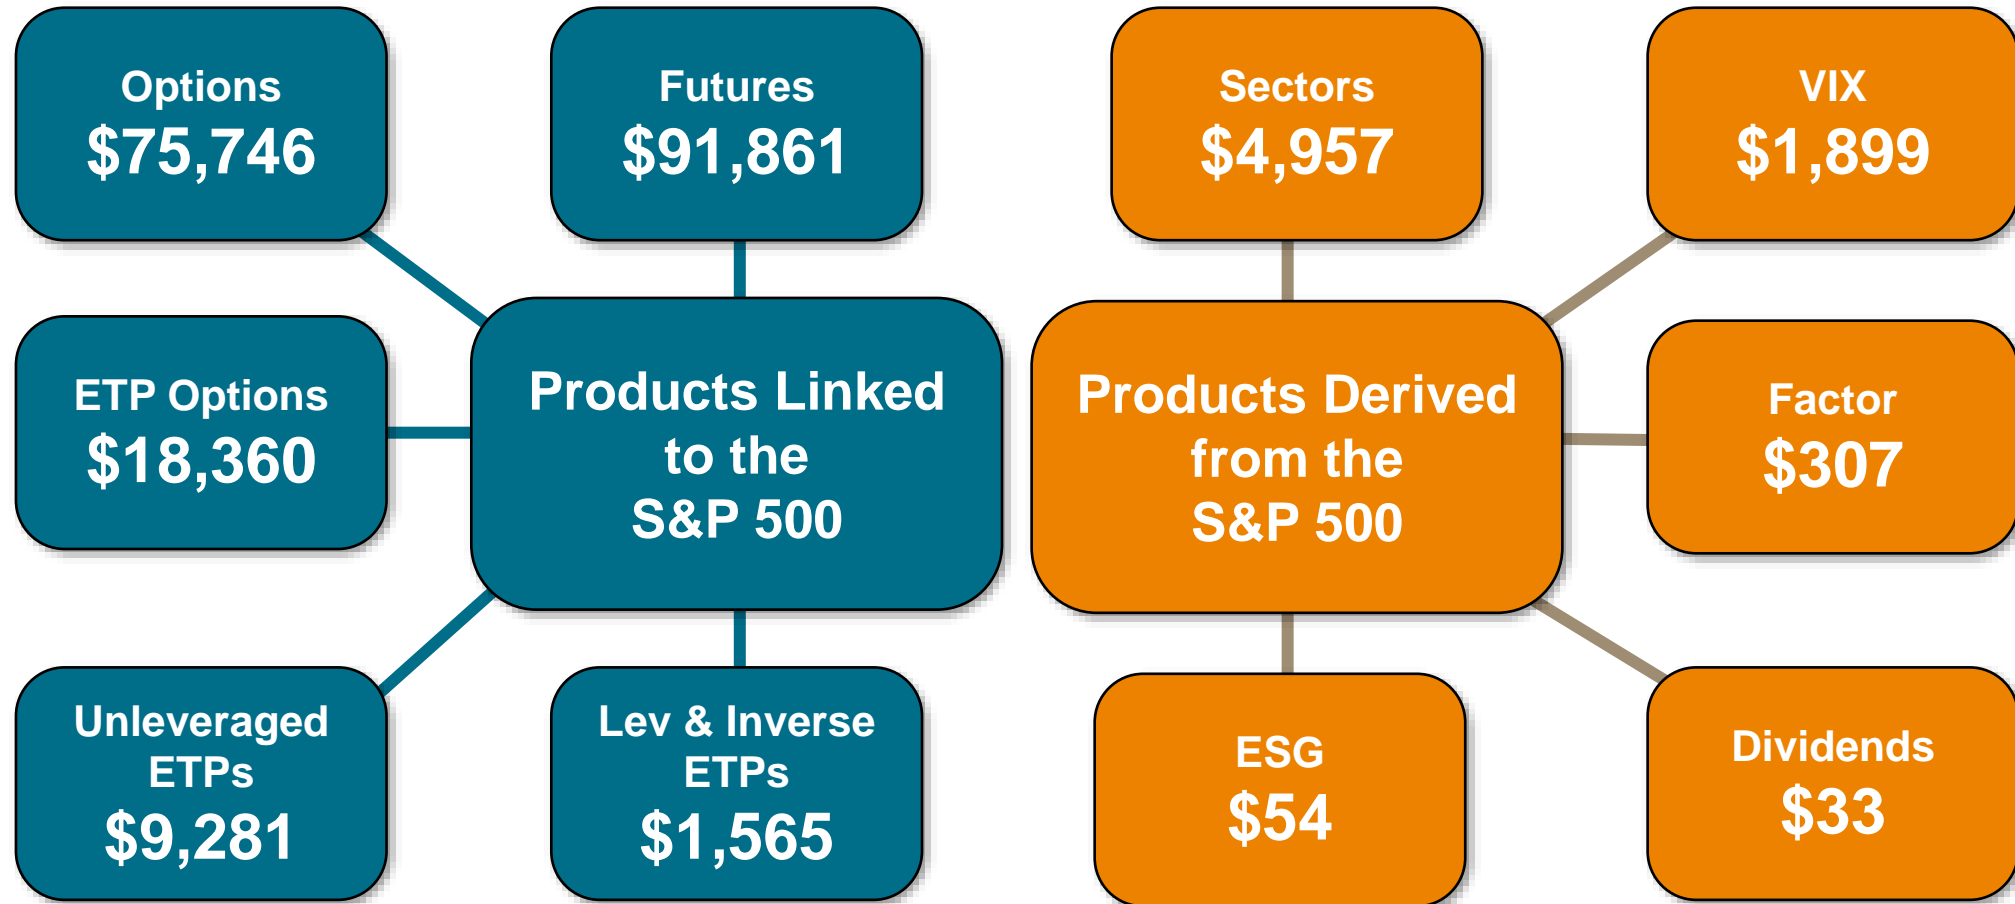 Options
$75,746
Futures
$91,861
Sectors
$4,957
VIX
$1,899
ETP Options
$18,360
Products Linked
to the
S&P 500
Products Derived
from the
S&P 500
Factor
$307
Unleveraged
ETPs
$9,281
Lev & Inverse
ETPs
$1,565
ESG
$54
Dividends
$33